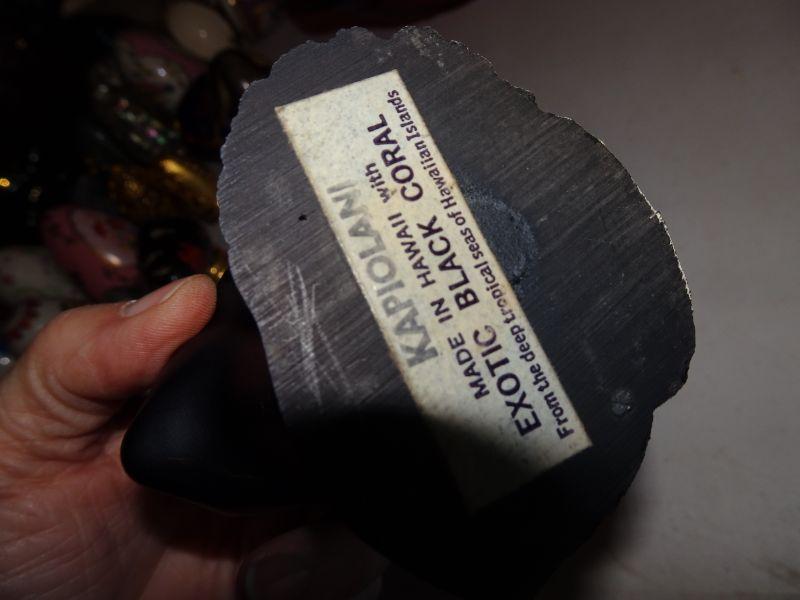 KAPIOLANI
MADE IN HAWAII with
EXOTIC BLACK CORAL
From the deep tropical seas of Hawaiian Islands